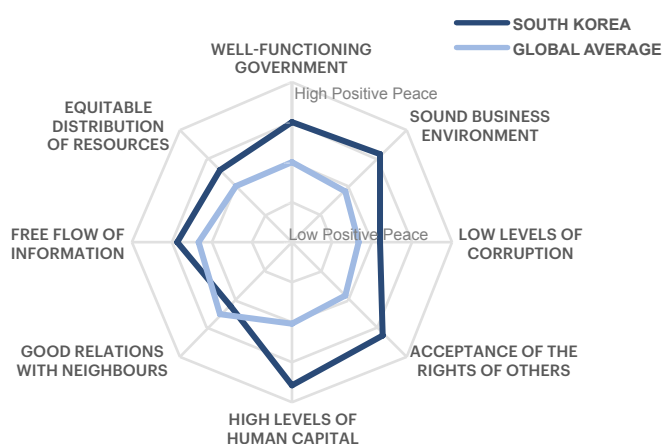 SOUTH KOREA
GLOBAL AVERAGE
WELL-FUNCTIONING
GOVERNMENT
High Positive Peace
EQUITABLE
DISTRIBUTION
OF RESOURCES
SOUND BUSINESS
ENVIRONMENT
FREE FLOW OF
INFORMATION
Low Positive Peace
LOW LEVELS OF
CORRUPTION
GOOD RELATIONS
WITH NEIGHBOURS
ACCEPTANCE OF THE
RIGHTS OF OTHERS
HIGH LEVELS OF
HUMAN CAPITAL